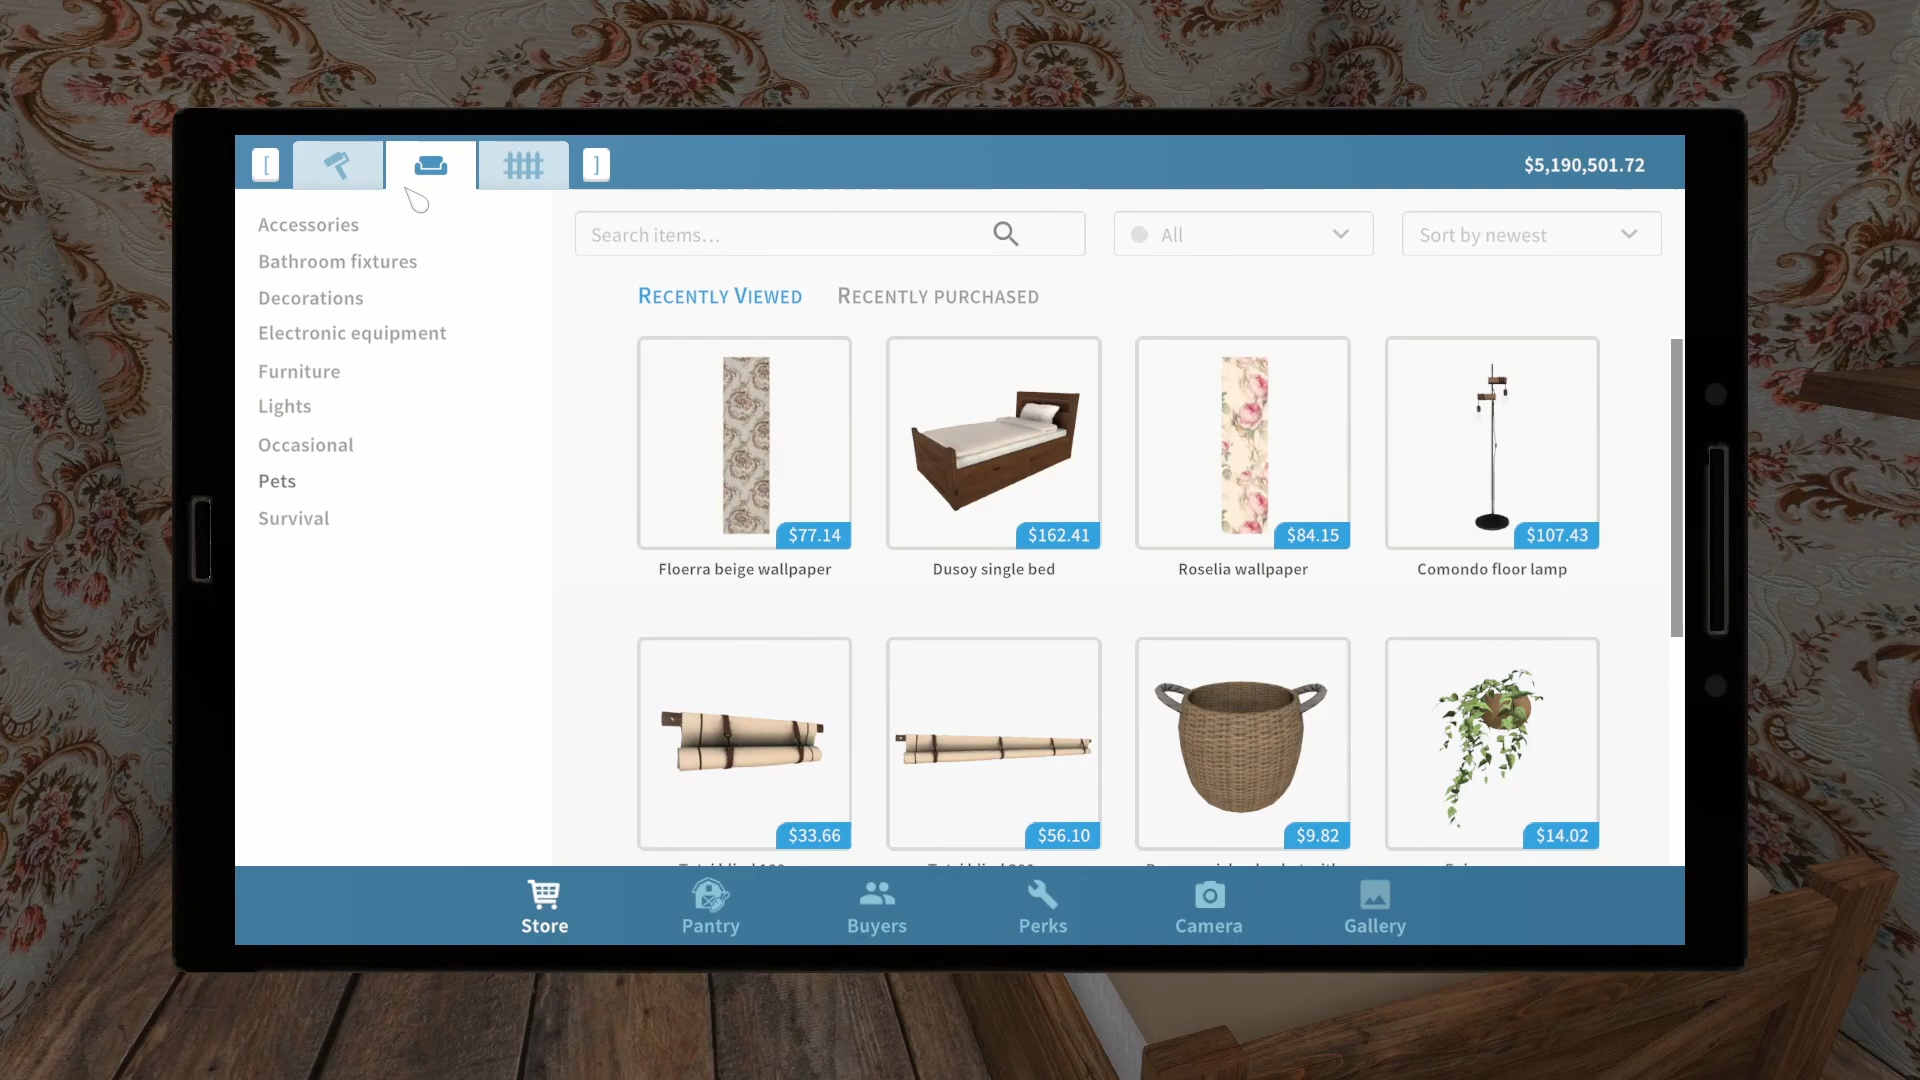 [
]
$5,190,501.72
Accessories
Bathroom fixtures
Decorations
Electronic equipment
Furniture
Lights
Occasional
Pets
Survival
Search items...
All
Sort by newest
RECENTLY VIEWED
RECENTLY PURCHASED
$77.14
Floerra beige wallpaper
$162.41
Dusoy single bed
$84.15
Roselia wallpaper
$107.43
Comondo floor lamp
$33.66
$56.10
$9.82
$14.02
Store
Pantry
Buyers
Perks
Camera
Gallery